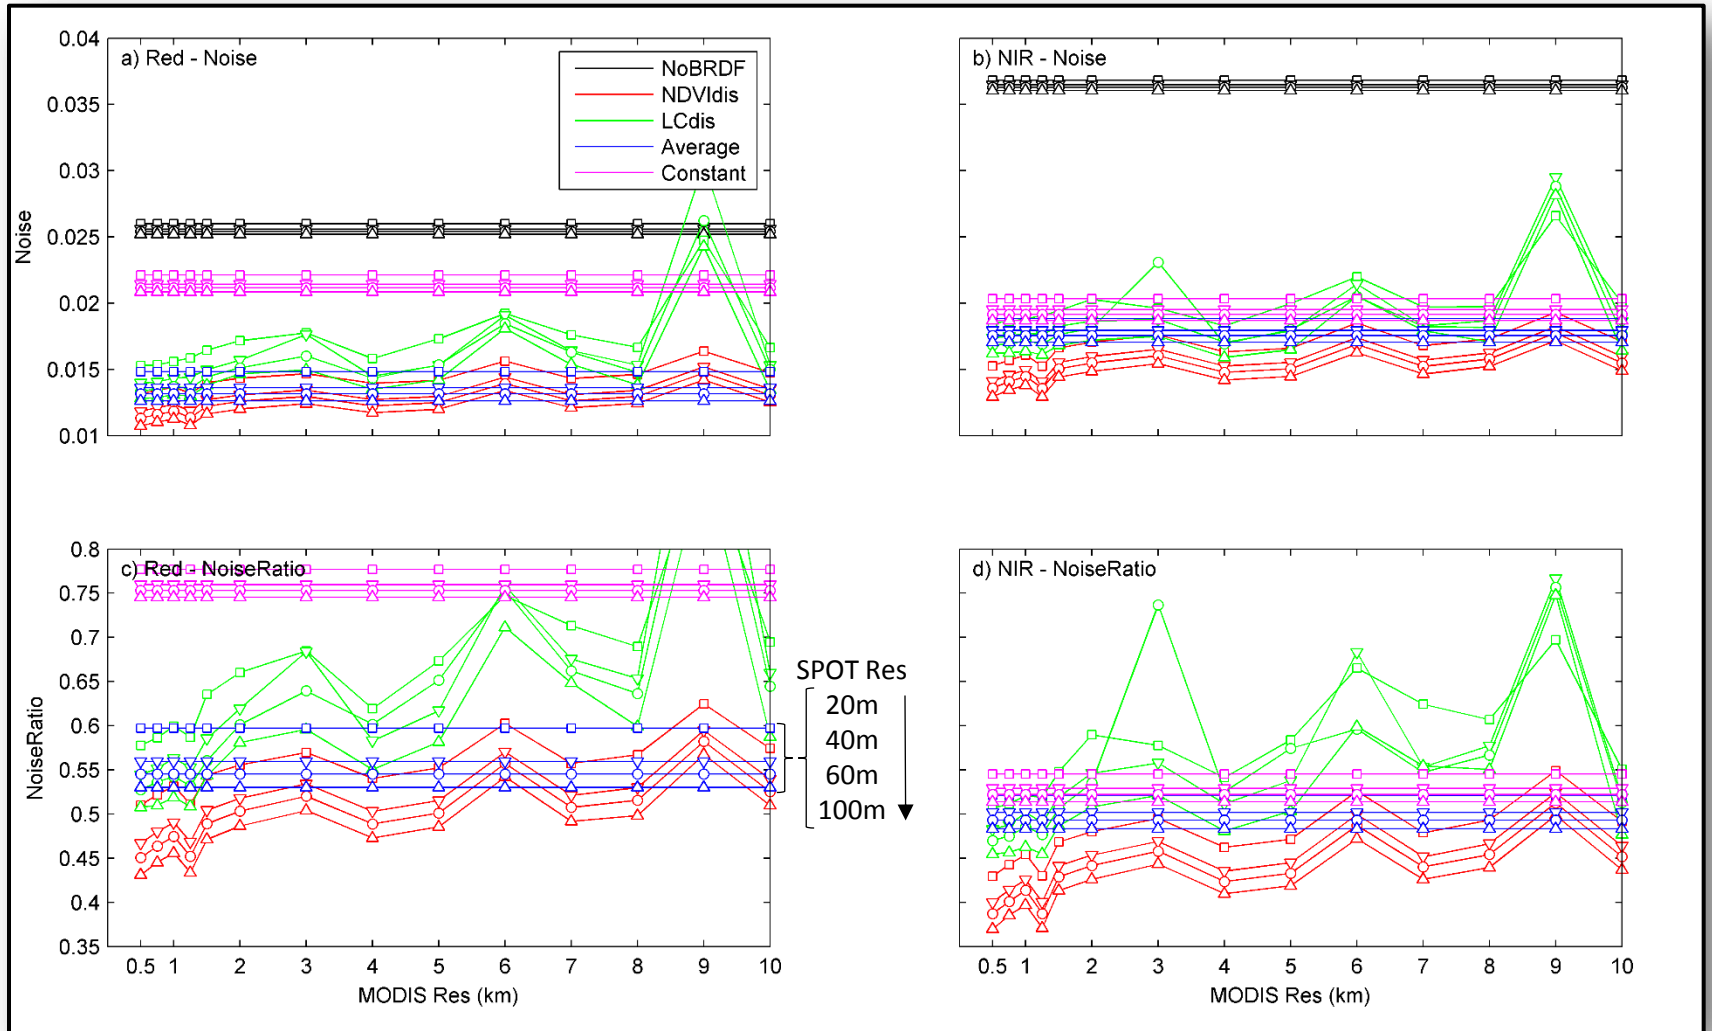 a) Red - Noise
0.04
0.035
0.03
0.025
0.02
0.015
0.01
Noise
NoBRDF
NDVIdis
LCdis
Average
Constant
b) NIR - Noise
c) Red - NoiseRatio
0.8
0.75
0.7
0.65
0.6
0.55
0.5
0.45
0.4
0.35
NoiseRatio
0.5 1 2 3 4 5 6 7 8 9 10
MODIS Res (km)
SPOT Res
20m
40m
60m
100m
d) NIR - NoiseRatio
0.5 1 2 3 4 5 6 7 8 9 10
MODIS Res (km)